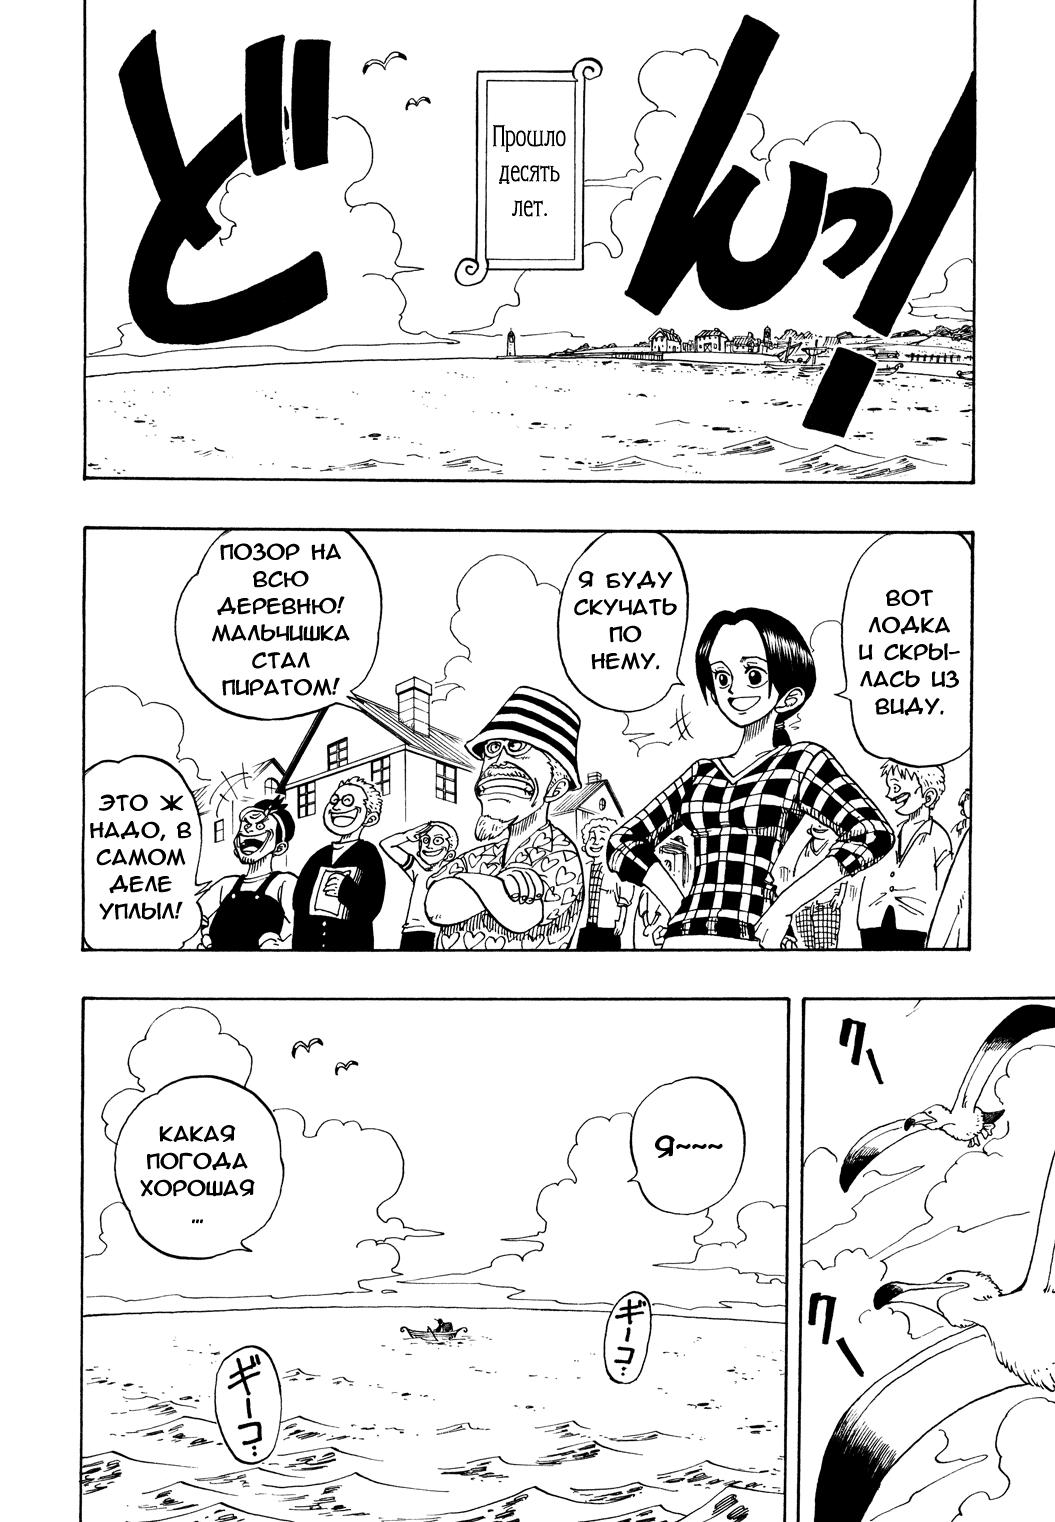 どんっ!
Прошло
десять
лет.
ВОТ
ЛОДКА
И СКРЫ-
ЛАСЬ ИЗ
ВИДУ.
Я БУДУ
СКУЧАТЬ
ПО
НЕМУ.
ПОЗОР НА
ВСЮ
ДЕРЕВНЮ!
МАЛЬЧИШКА
СТАЛ
ПИРАТОМ!
ЭТО Ж
НАДО, В
САМОМ
ДЕЛЕ
УПЛЫЛ!
クー
クー
Я~~~
КАКАЯ
ПОГОДА
ХОРОШАЯ
...
ギーコ‥
ギーコ‥